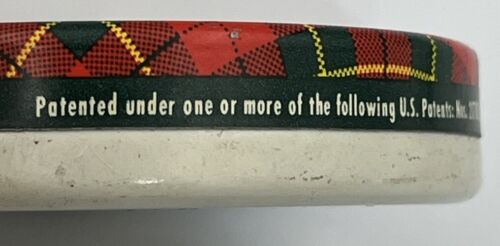 Patented under one or more of the following U.S. Patents: Nos.